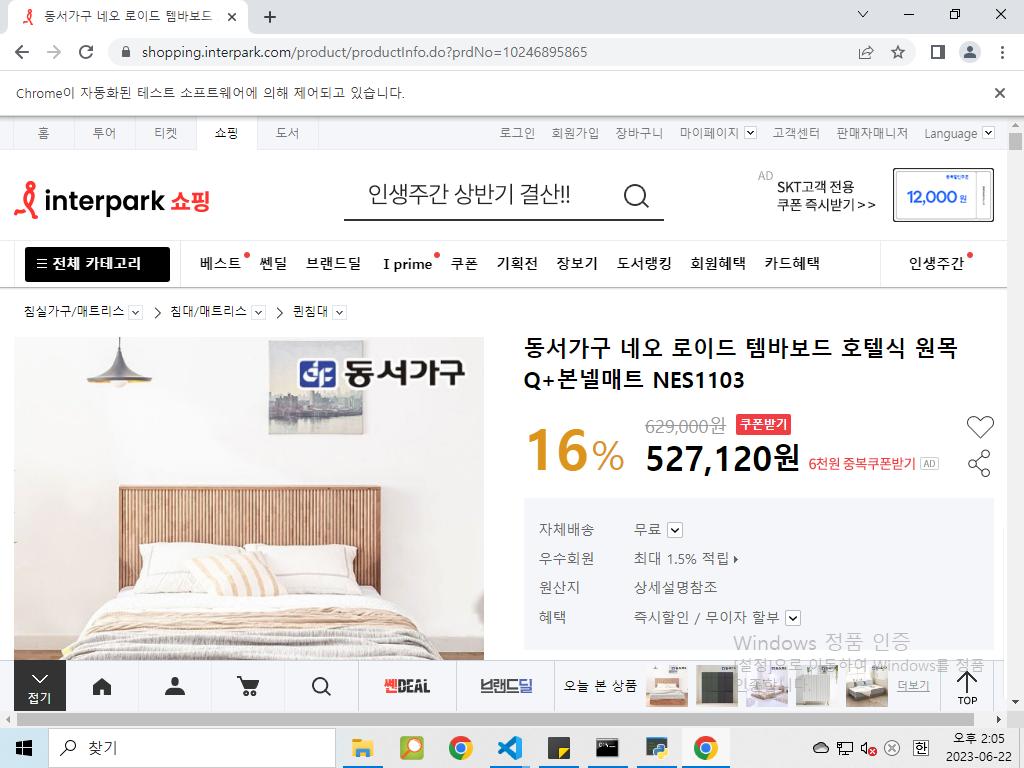 동서가구 네오 로이드 템바보드
shopping.interpark.com/product/productInfo.do?prdNo=10246895865
Chrome이 자동화된 테스트 소프트웨어에 의해 제어되고 있습니다.
홈 투어 티켓 쇼핑 도서 로그인 회원가입 장바구니 마이페이지 고객센터 판매자매니저 Language
interpark 쇼핑 인생주간 상반기 결산!! AD SKT고객 전용 12,000원
쿠폰 즉시받기>>
전체 카테고리 베스트 쎈딜 브랜드딜 I prime 쿠폰 기획전 장보기 도서랭킹 회원혜택 카드혜택 인생주간
침실가구/매트리스 > 침대/매트리스 > 퀸침대
동서가구
동서가구 네오 로이드 템바보드 호텔식 원목
Q+본넬매트 NES1103
16% 629,000원 쿠폰받기
527,120원 6천원 중복쿠폰받기 AD
자체배송 무료
우수회원 최대 1.5% 적립
원산지 상세설명참조
혜택 즉시할인 / 무이자 할부
Windows 정품 인증
[설정]으로 이동하여 Windows를 정품
인증합니다.
접기 쎈DEAL 브랜드딜 오늘 본 상품 더보기 TOP
찾기 한 오후 2:05
2023-06-22